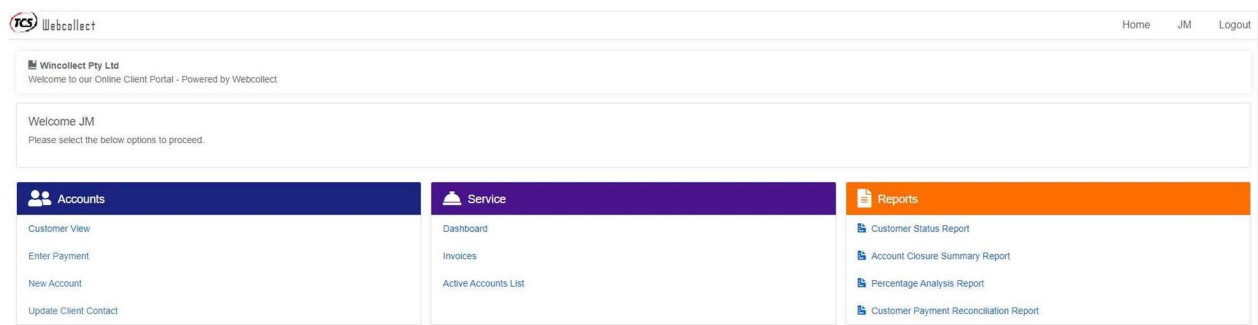 TCS Webcollect
Home JM Logout
Wincollect Pty Ltd
Welcome to our Online Client Portal - Powered by Webcollect
Welcome JM
Please select the below options to proceed.
Accounts
Customer View
Enter Payment
New Account
Update Client Contact
Service
Dashboard
Invoices
Active Accounts List
Reports
Customer Status Report
Account Closure Summary Report
Percentage Analysis Report
Customer Payment Reconciliation Report